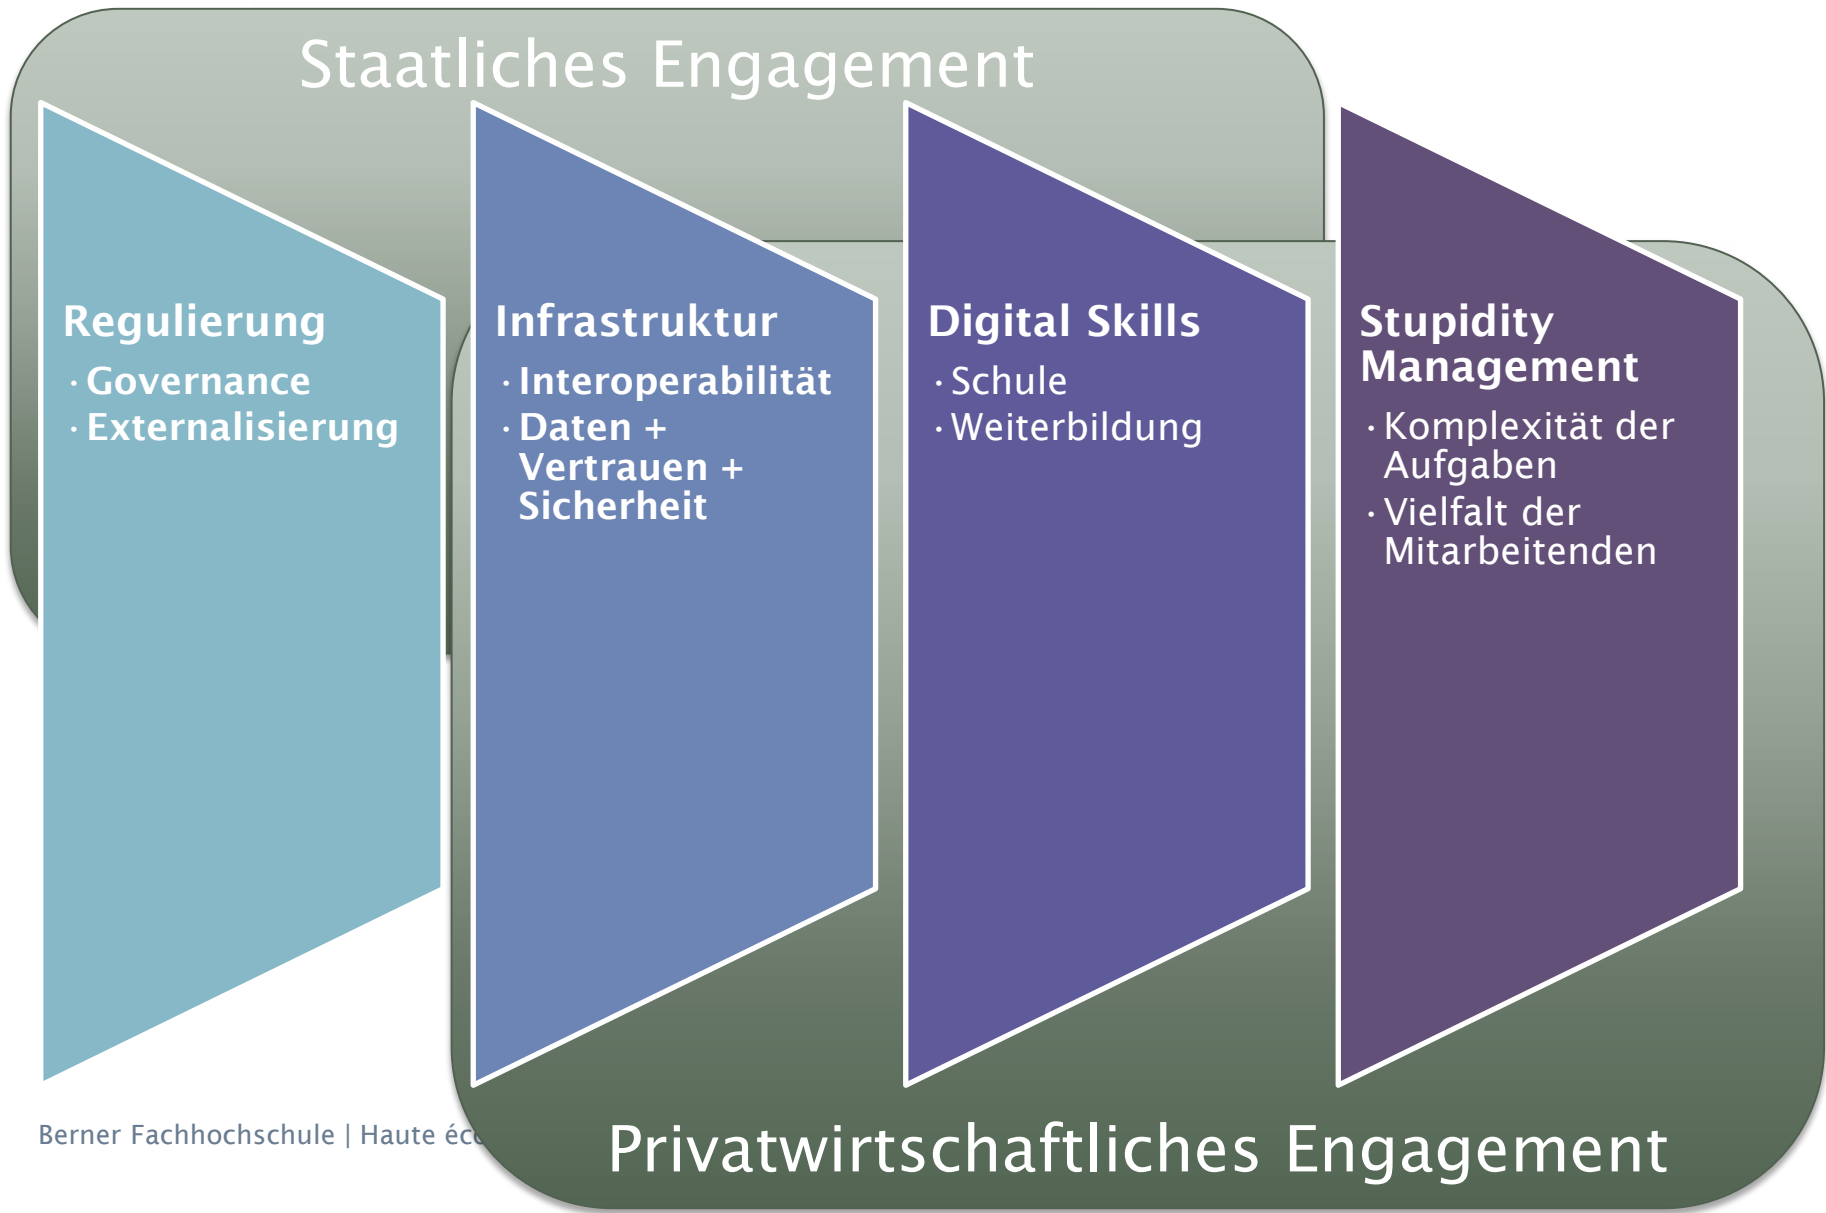 Staatliches Engagement
Regulierung
· Governance
· Externalisierung
Infrastruktur
· Interoperabilität
· Daten +
Vertrauen +
Sicherheit
Digital Skills
· Schule
· Weiterbildung
Stupidity
Management
· Komplexität der
Aufgaben
· Vielfalt der
Mitarbeitenden
Berner Fachhochschule | Haute
Privatwirtschaftliches Engagement